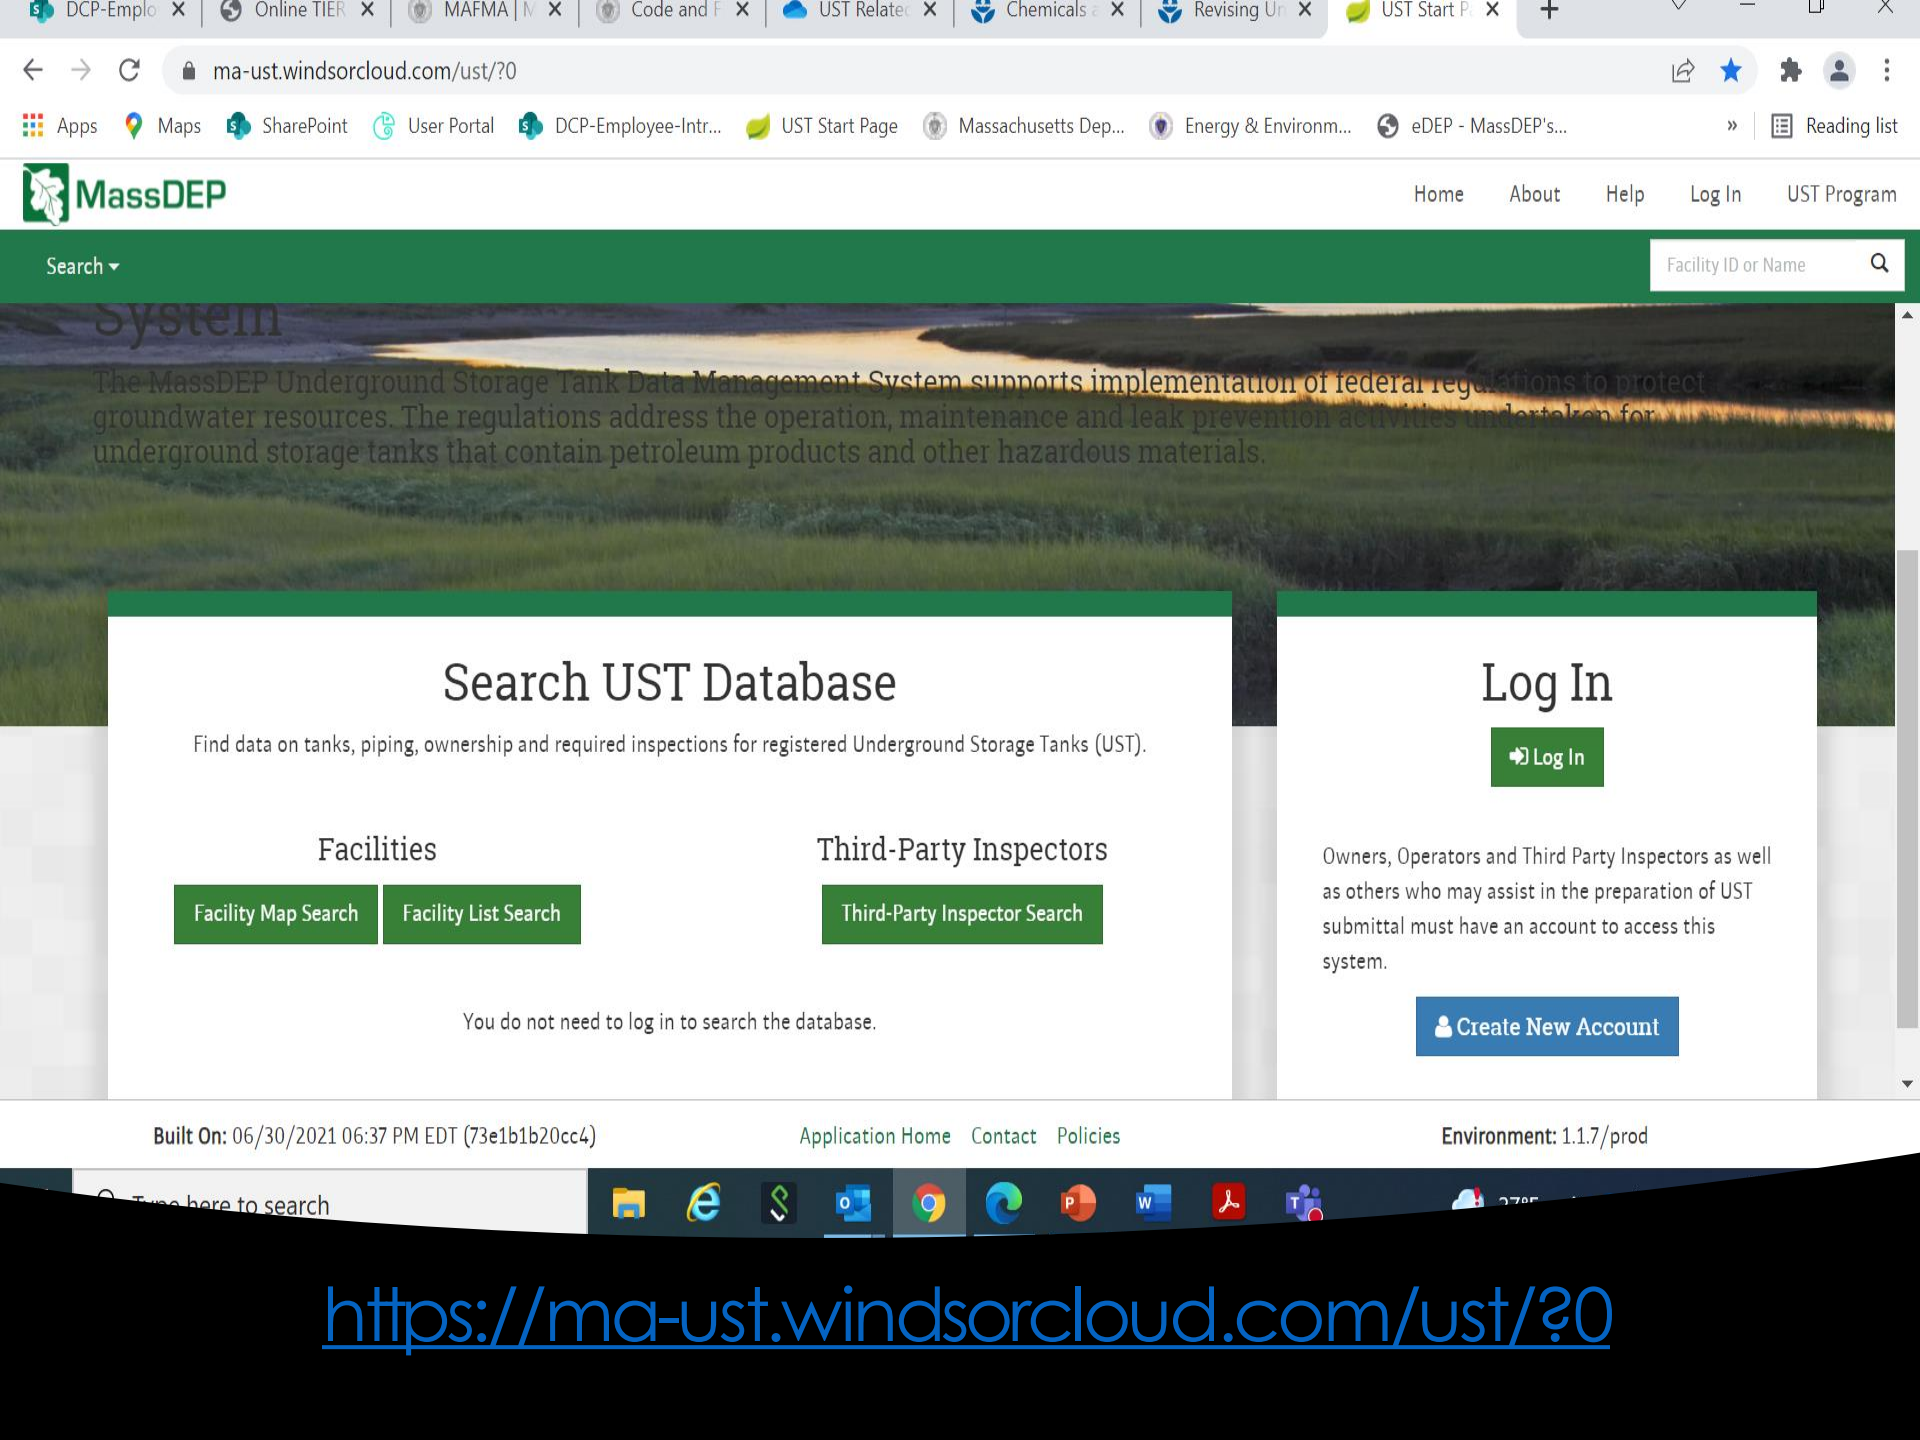 DCP-Emplo
Online TIER
MAFMA | M
Code and F
UST Related
Chemicals a
Revising Un
UST Start Pa
ma-ust.windsorcloud.com/ust/?0
Apps
Maps
SharePoint
User Portal
DCP-Employee-Intr...
UST Start Page
Massachusetts Dep...
Energy & Environm...
eDEP - MassDEP's...
»
Reading list
MassDEP
Home
About
Help
Log In
UST Program
Search
Facility ID or Name
System
The MassDEP Underground Storage Tank Data Management System supports implementation of federal regulations to protect
groundwater resources. The regulations address the operation, maintenance and leak prevention activities undertaken for
underground storage tanks that contain petroleum products and other hazardous materials.
Search UST Database
Find data on tanks, piping, ownership and required inspections for registered Underground Storage Tanks (UST).
Facilities
Third-Party Inspectors
Facility Map Search
Facility List Search
Third-Party Inspector Search
You do not need to log in to search the database.
Log In
Log In
Owners, Operators and Third Party Inspectors as well
as others who may assist in the preparation of UST
submittal must have an account to access this
system.
Create New Account
Built On: 06/30/2021 06:37 PM EDT (73e1b1b20cc4)
Application Home
Contact
Policies
Environment: 1.1.7/prod
Type here to search
https://ma-ust.windsorcloud.com/ust/?0